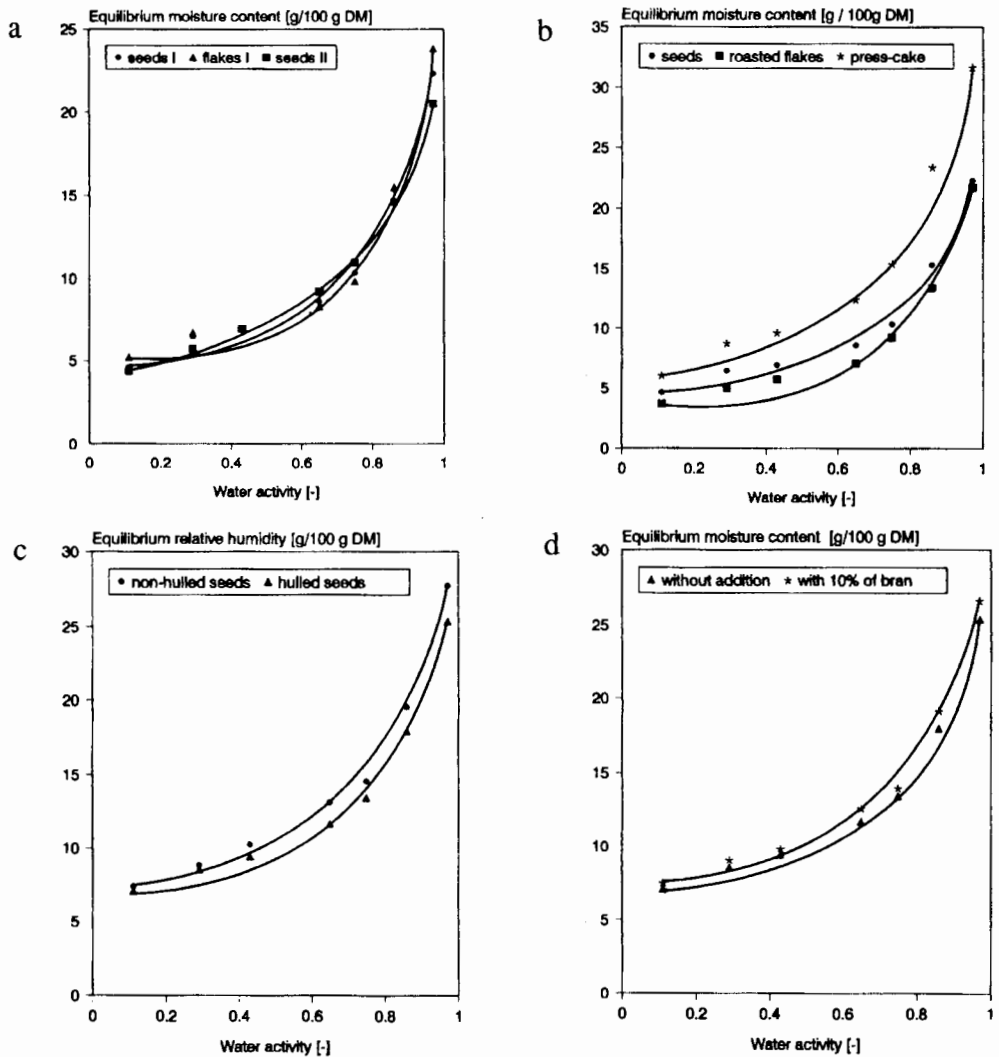 a
Equilibrium moisture content [g/100 g DM]
seeds I flakes I seeds II
25
20
15
10
5
0
0 0.2 0.4 0.6 0.8 1
Water activity [-]
b
Equilibrium moisture content [g / 100g DM]
seeds roasted flakes press-cake
35
30
25
20
15
10
5
0
0 0.2 0.4 0.6 0.8 1
Water activity [-]
c
Equilibrium relative humidity [g/100 g DM]
non-hulled seeds hulled seeds
30
25
20
15
10
5
0
0 0.2 0.4 0.6 0.8 1
Water activity [-]
d
Equilibrium moisture content [g/100 g DM]
without addition with 10% of bran
30
25
20
15
10
5
0
0 0.2 0.4 0.6 0.8 1
Water activity [-]